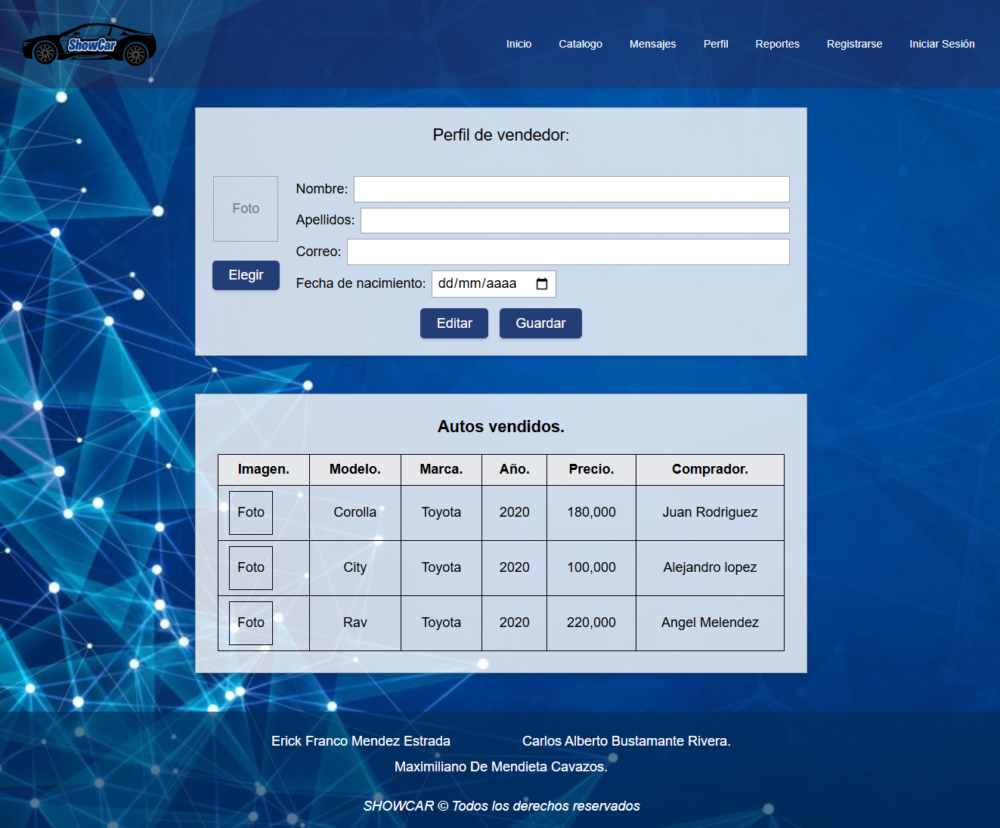 ShowCar
Inicio Catalogo Mensajes Perfil Reportes Registrarse Iniciar Sesión
Perfil de vendedor:
Foto
Elegir
Nombre:
Apellidos:
Correo:
Fecha de nacimiento: dd/mm/aaaa
Editar Guardar
Autos vendidos.
Imagen. Modelo. Marca. Año. Precio. Comprador.
Foto Corolla Toyota 2020 180,000 Juan Rodriguez
Foto City Toyota 2020 100,000 Alejandro lopez
Foto Rav Toyota 2020 220,000 Angel Melendez
Erick Franco Mendez Estrada Carlos Alberto Bustamante Rivera.
Maximiliano De Mendieta Cavazos.
SHOWCAR © Todos los derechos reservados